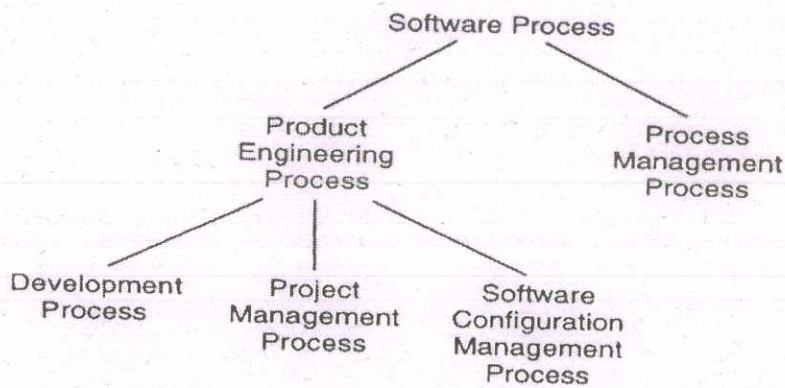 Software Process
Product
Engineering
Process
Process
Management
Process
Development
Process
Project
Management
Process
Software
Configuration
Management
Process